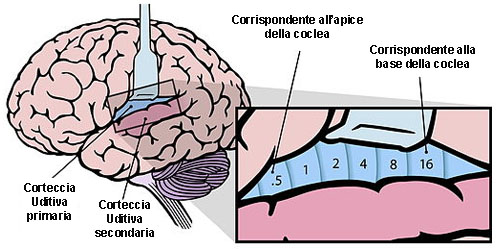 Corrispondente all'apice
della coclea
Corrispondente alla
base della coclea
.5 1 2 4 8 16
Corteccia
Uditiva
primaria
Corteccia
Uditiva
secondaria